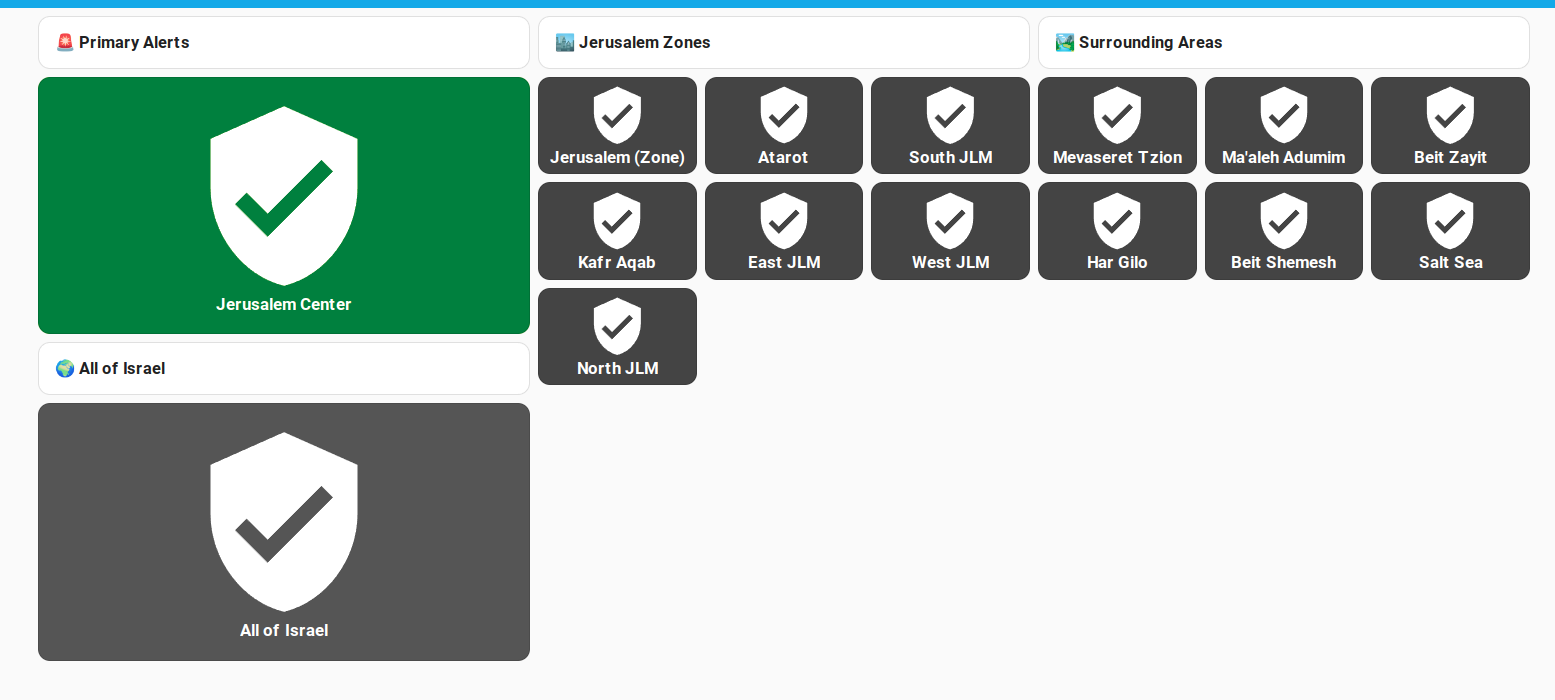 Primary Alerts
Jerusalem Center
All of Israel
All of Israel
Jerusalem Zones
Jerusalem (Zone)
Atarot
South JLM
Kafr Aqab
East JLM
West JLM
North JLM
Surrounding Areas
Mevaseret Tzion
Ma'aleh Adumim
Beit Zayit
Har Gilo
Beit Shemesh
Salt Sea